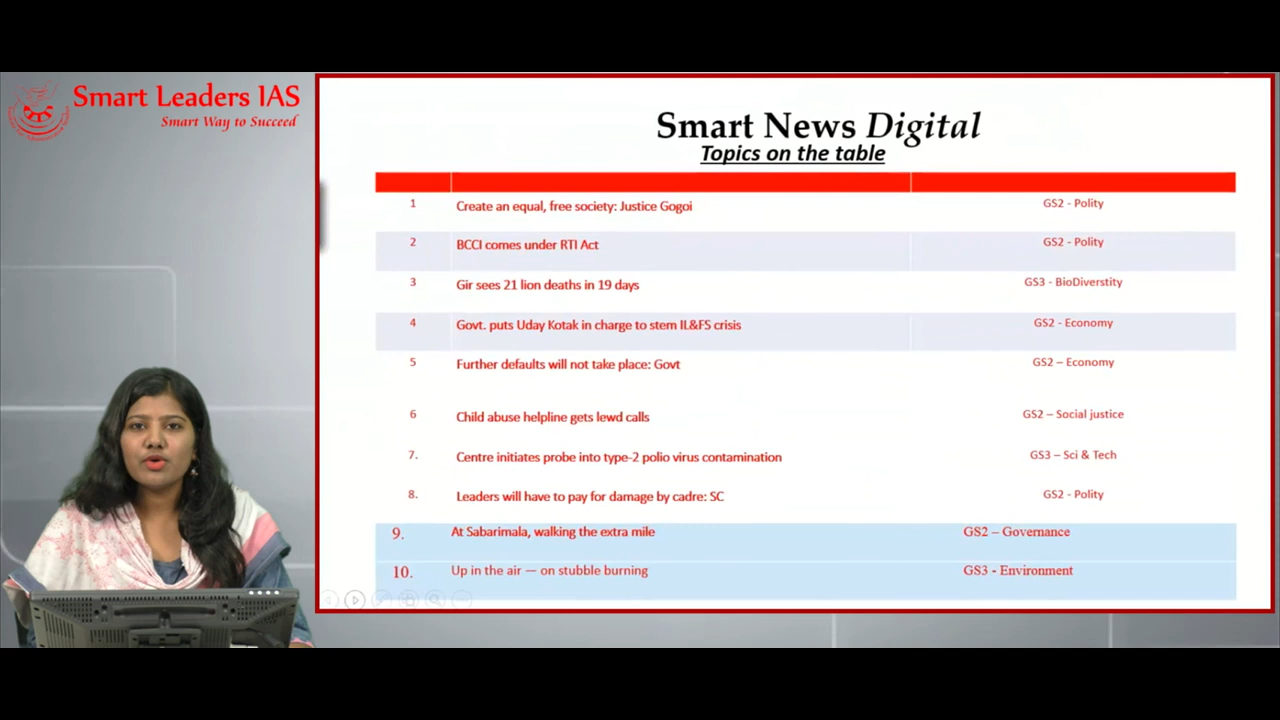 Smart Leaders IAS
Smart Way to Succeed
Smart News Digital
Topics on the table
1 Create an equal, free society: Justice Gogoi GS2 - Polity
2 BCCI comes under RTI Act GS2 - Polity
3 Gir sees 21 lion deaths in 19 days GS3 - BioDiverstity
4 Govt. puts Uday Kotak in charge to stem IL&FS crisis GS2 - Economy
5 Further defaults will not take place: Govt GS2 – Economy
6 Child abuse helpline gets lewd calls GS2 – Social justice
7. Centre initiates probe into type-2 polio virus contamination GS3 – Sci & Tech
8. Leaders will have to pay for damage by cadre: SC GS2 - Polity
9. At Sabarimala, walking the extra mile GS2 – Governance
10. Up in the air — on stubble burning GS3 - Environment